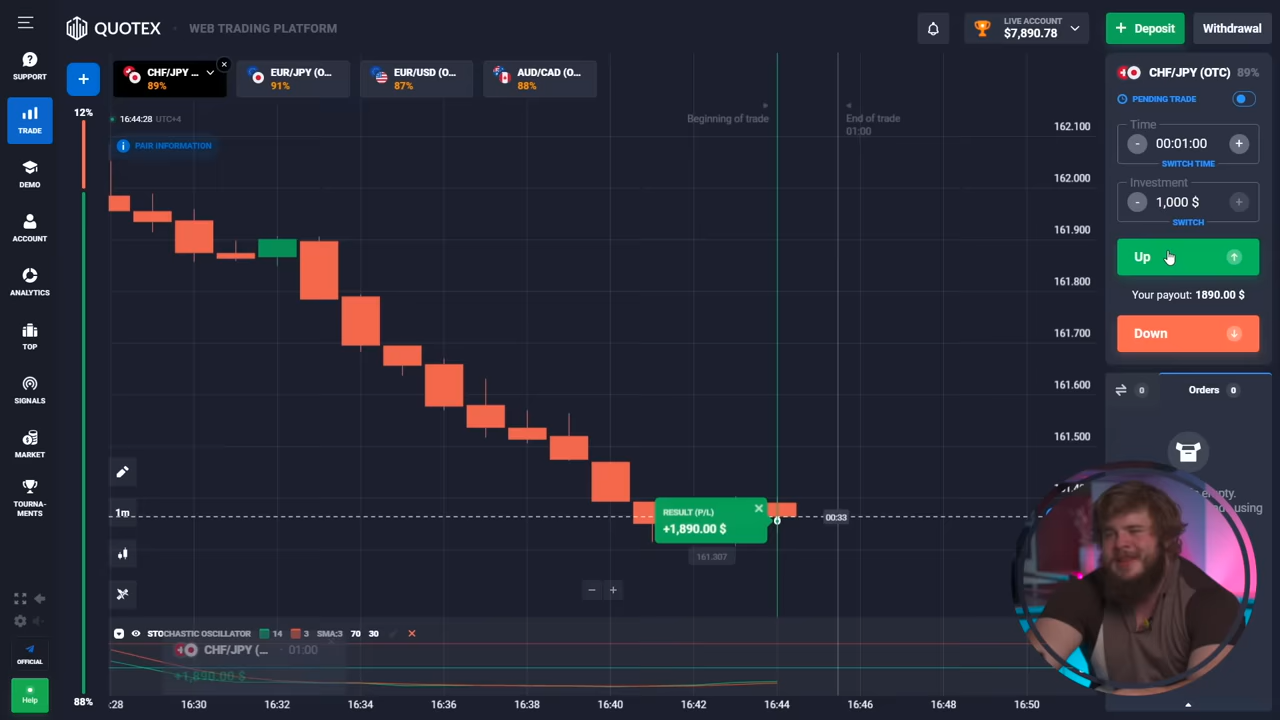 QUOTEX
WEB TRADING PLATFORM
LIVE ACCOUNT
$7,890.78
+ Deposit
Withdrawal
SUPPORT
TRADE
DEMO
ACCOUNT
ANALYTICS
TOP
SIGNALS
MARKET
TOURNA-
MENTS
OFFICIAL
Help
+
12%
88%
CHF/JPY ...
89%
EUR/JPY (O...
91%
EUR/USD (O...
87%
AUD/CAD (O...
88%
16:44:28 UTC+4
PAIR INFORMATION
Beginning of trade
End of trade
01:00
162.100
162.000
161.900
161.800
161.700
161.600
161.500
1m
RESULT (P/L)
+1,890.00 $
00:33
161.307
STOCHASTIC OSCILLATOR 14 3 SMA:3 70 30
CHF/JPY (... 01:00
+1,890.00 $
:28
16:30
16:32
16:34
16:36
16:38
16:40
16:42
16:44
16:46
16:48
16:50
CHF/JPY (OTC) 89%
PENDING TRADE
Time
- 00:01:00 +
SWITCH TIME
Investment
- 1,000 $ +
SWITCH
Up
Your payout: 1890.00 $
Down
0
Orders 0
empty.
using